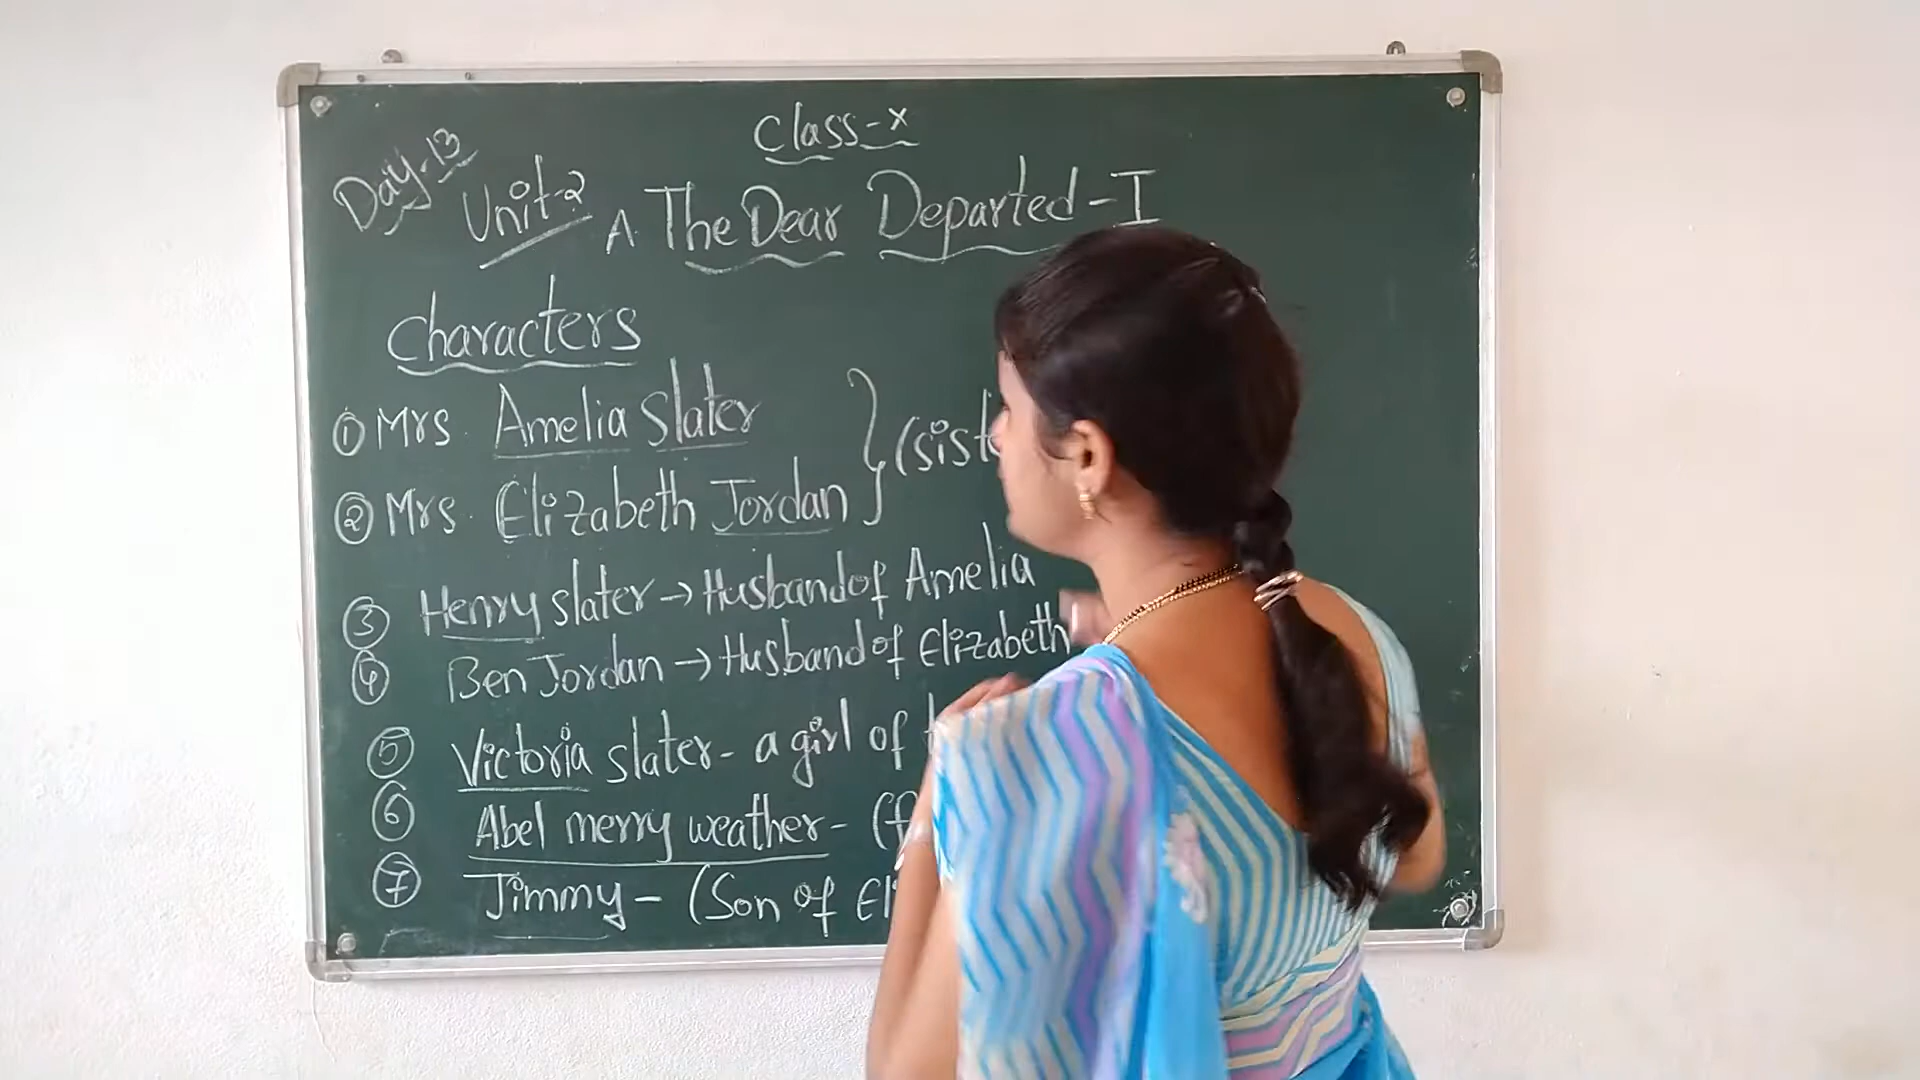 Class-X
Day-13
Unit-2 A The Dear Departed-I
Characters
① Mrs. Amelia Slater
② Mrs. Elizabeth Jordan
③ Henry Slater → Husband of Amelia
④ Ben Jordan → Husband of Elizabeth
⑤ Victoria Slater - a girl of
⑥ Abel merry weather -
⑦ Jimmy - (Son of